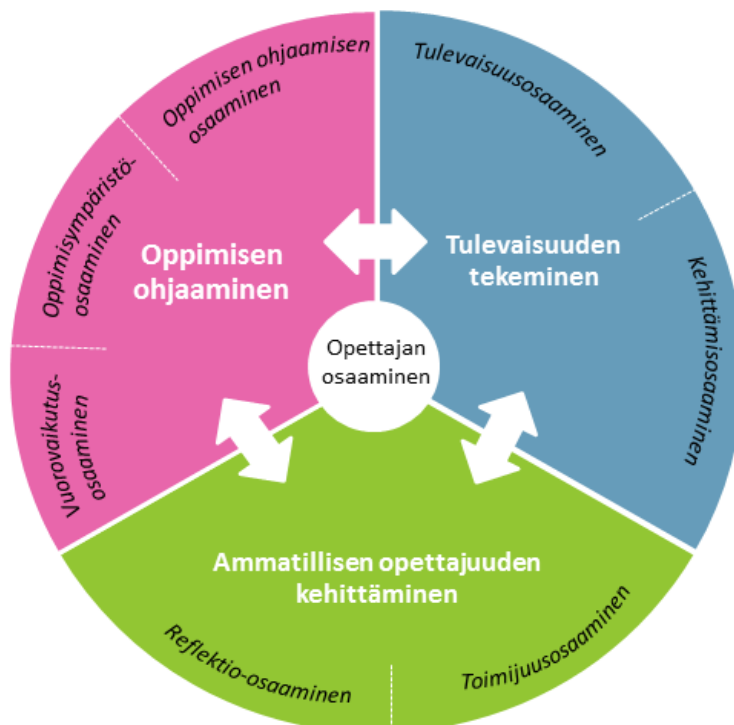 Oppimisen ohjaamisen
osaaminen
Oppimisympäristö-
osaaminen
Vuorovaikutus-
osaaminen
Oppimisen
ohjaaminen
Tulevaisuusosaaminen
Kehittämisosaaminen
Tulevaisuuden
tekeminen
Opettajan
osaaminen
Ammatillisen opettajuuden
kehittäminen
Reflektio-osaaminen
Toimijuusosaaminen